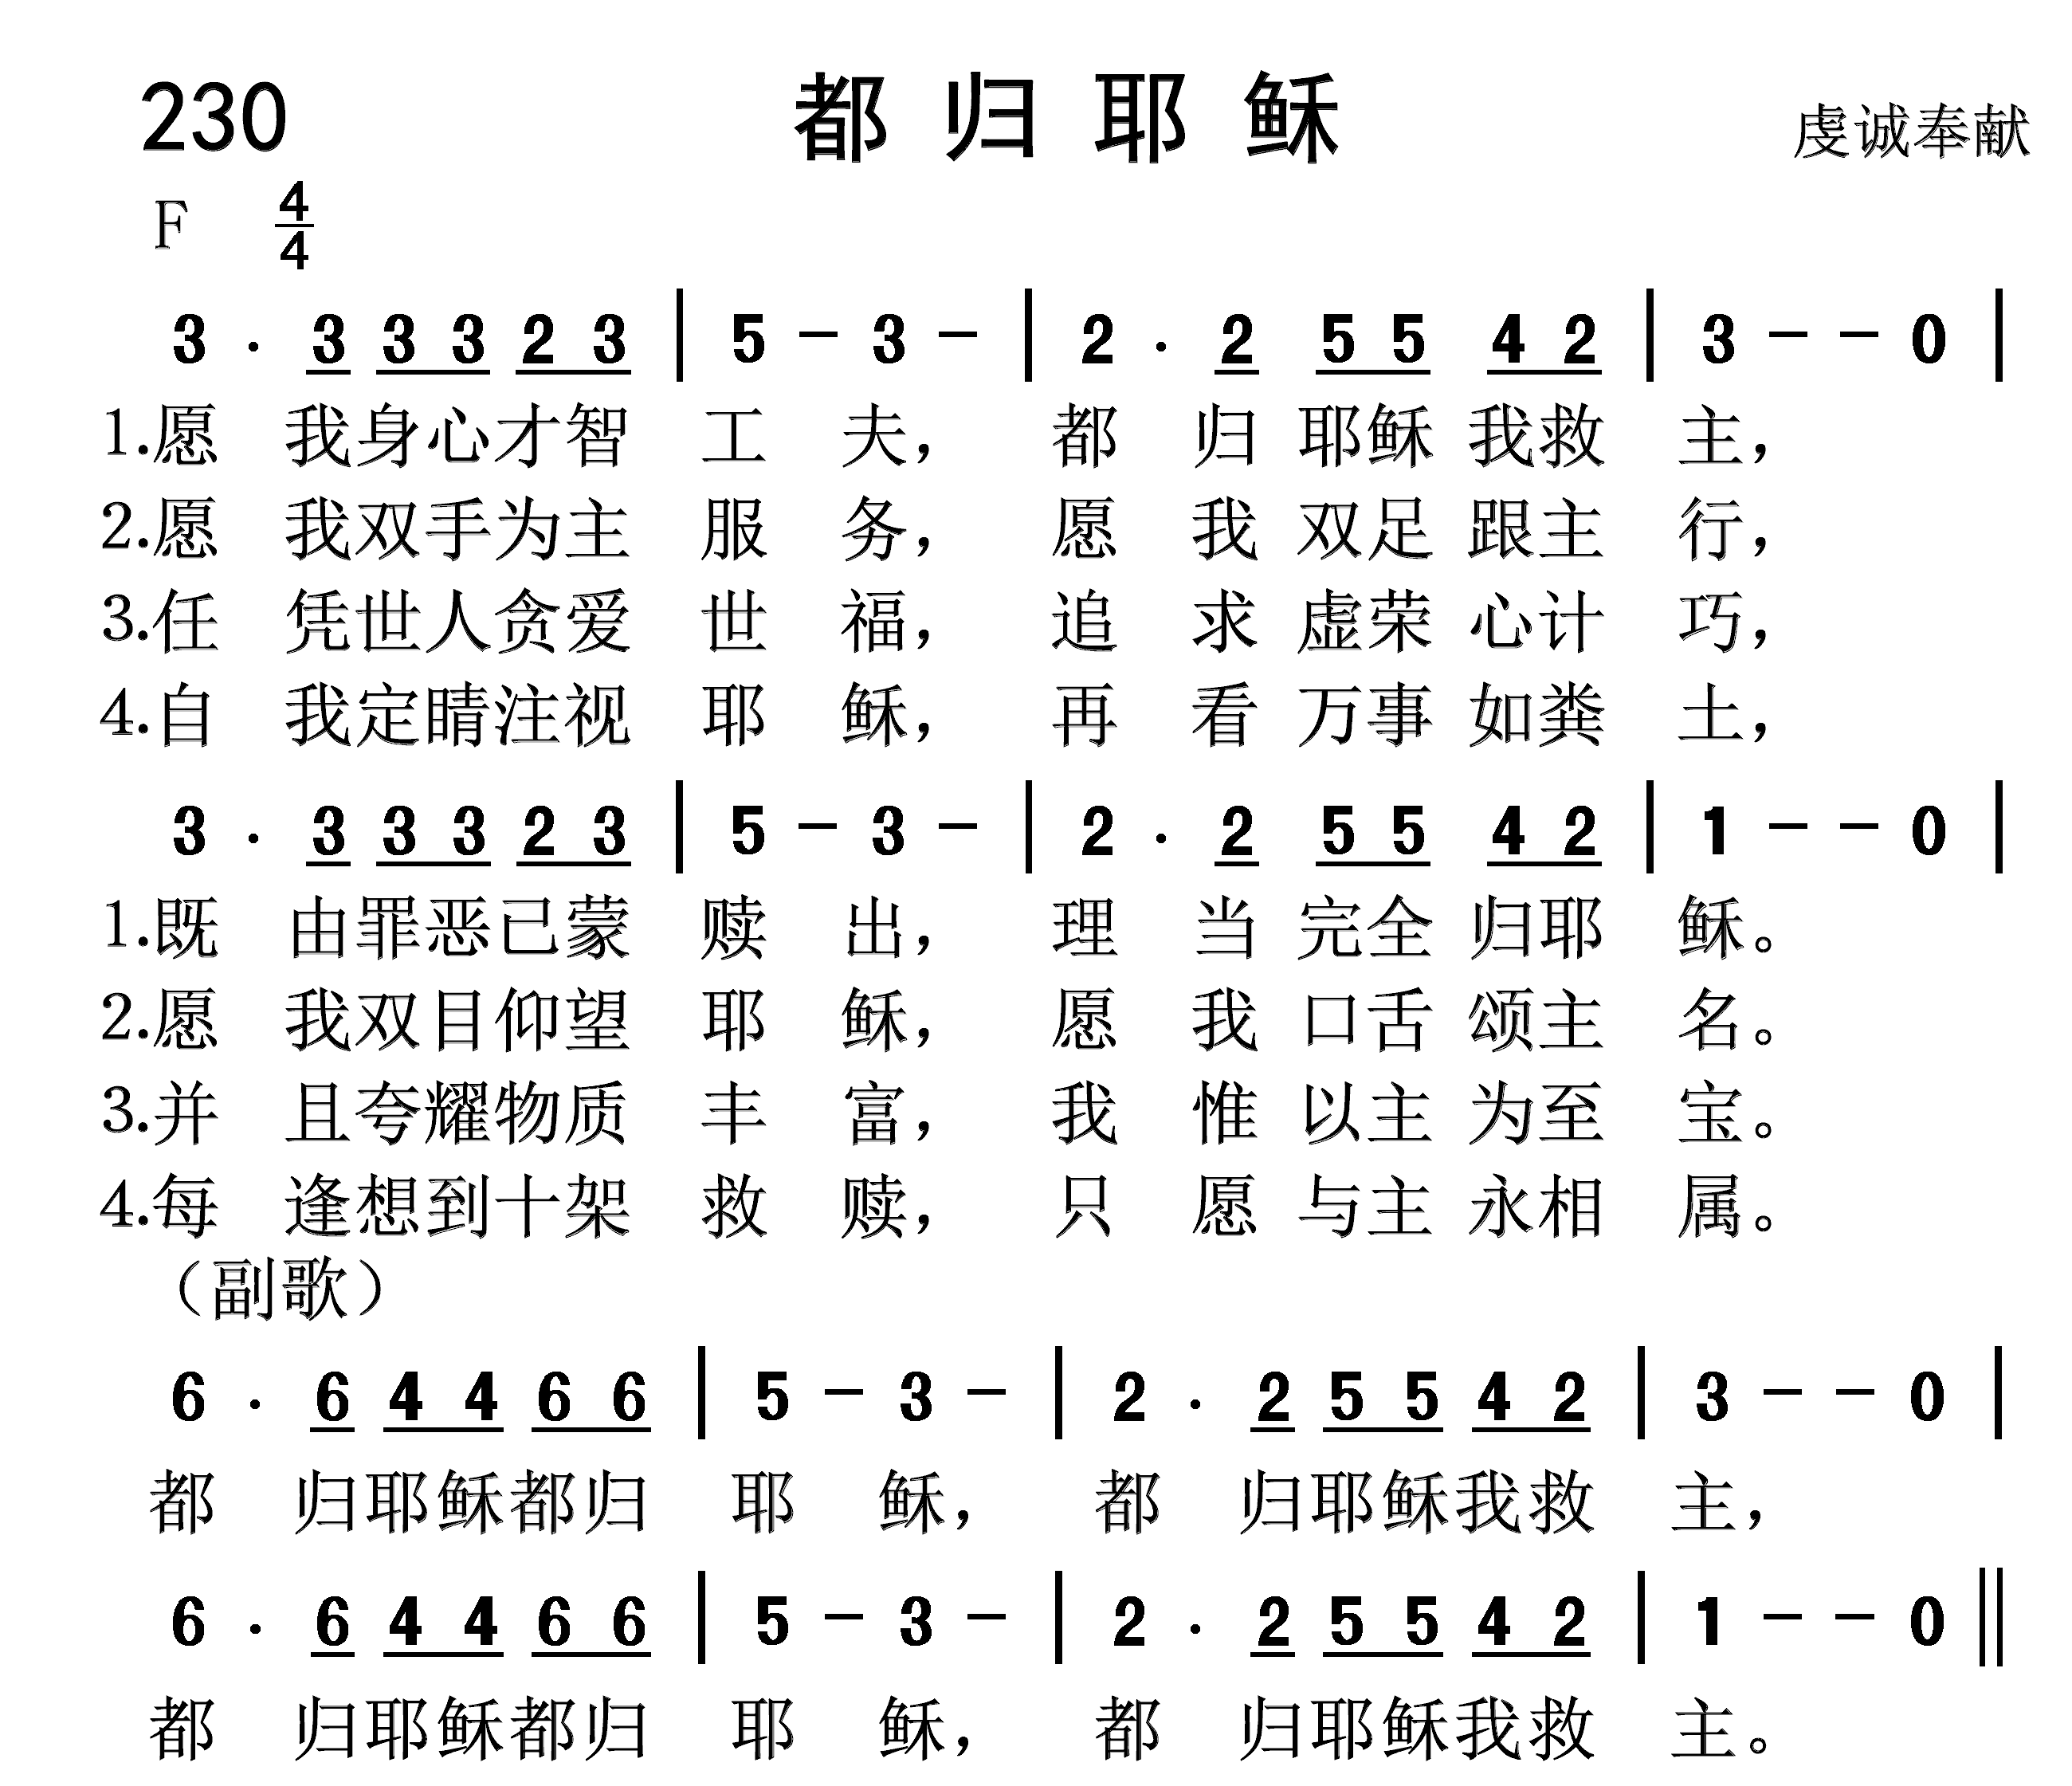 230 都归耶稣 虔诚奉献
F 4/4
3 . 3 3 3 2 3 | 5 – 3 – | 2 . 2 5 5 4 2 | 3 – – 0 |
1.愿 我身心才智 工 夫， 都 归 耶稣 我救 主，
2.愿 我双手为主 服 务， 愿 我 双足 跟主 行，
3.任 凭世人贪爱 世 福， 追 求 虚荣 心计 巧，
4.自 我定睛注视 耶 稣， 再 看 万事 如粪 土，
3 . 3 3 3 2 3 | 5 – 3 – | 2 . 2 5 5 4 2 | 1 – – 0 |
1.既 由罪恶已蒙 赎 出， 理 当 完全 归耶 稣。
2.愿 我双目仰望 耶 稣， 愿 我 口舌 颂主 名。
3.并 且夸耀物质 丰 富， 我 惟 以主 为至 宝。
4.每 逢想到十架 救 赎， 只 愿 与主 永相 属。
（副歌）
6 . 6 4 4 6 6 | 5 – 3 – | 2 . 2 5 5 4 2 | 3 – – 0 |
都 归耶稣都归 耶 稣， 都 归耶稣我救 主，
6 . 6 4 4 6 6 | 5 – 3 – | 2 . 2 5 5 4 2 | 1 – – 0 ‖
都 归耶稣都归 耶 稣， 都 归耶稣我救 主。